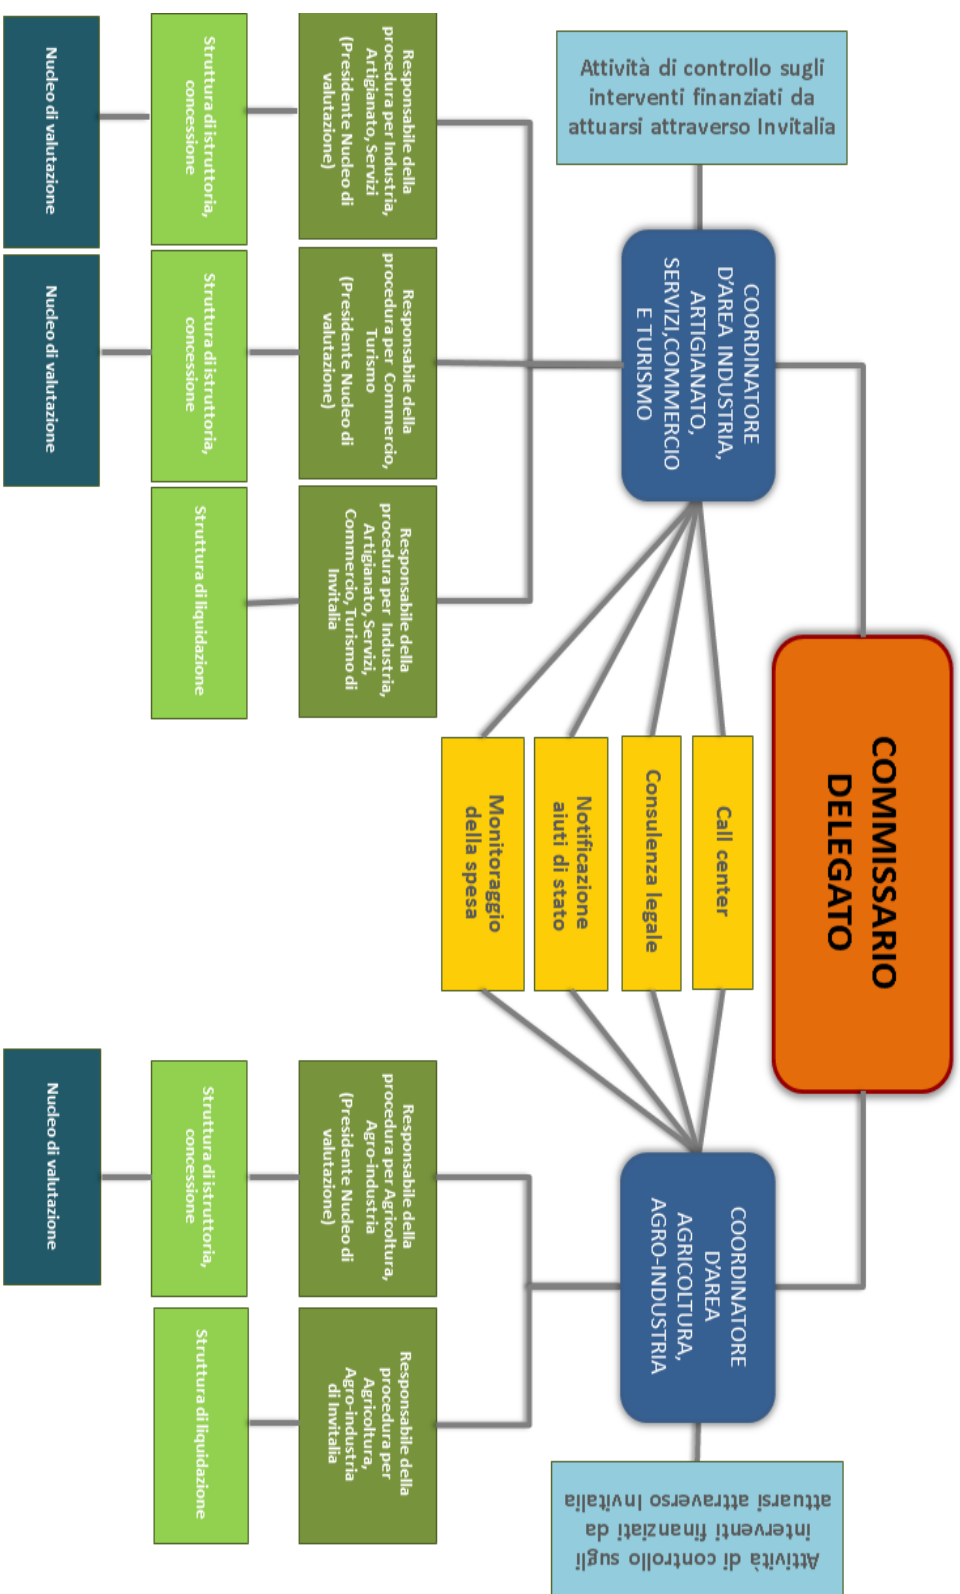 COMMISSARIO
DELEGATO
Attività di controllo sugli
interventi finanziati da
attuarsi attraverso Invitalia
COORDINATORE
D'AREA INDUSTRIA,
ARTIGIANATO,
SERVIZI,COMMERCIO
E TURISMO
Call center
Consulenza legale
Notificazione
aiuti di stato
Monitoraggio
della spesa
COORDINATORE
D'AREA
AGRICOLTURA,
AGRO-INDUSTRIA
Attività di controllo sugli
interventi finanziati da
attuarsi attraverso Invitalia
Responsabile della
procedura per Industria,
Artigianato, Servizi
(Presidente Nucleo di
valutazione)
Responsabile della
procedura per Commercio,
Turismo
(Presidente Nucleo di
valutazione)
Responsabile della
procedura per Industria,
Artigianato, Servizi,
Commercio, Turismo di
Invitalia
Responsabile della
procedura per Agricoltura,
Agro-industria
(Presidente Nucleo di
valutazione)
Responsabile della
procedura per
Agricoltura,
Agro-industria
di Invitalia
Struttura di istruttoria,
concessione
Struttura di istruttoria,
concessione
Struttura di liquidazione
Struttura di istruttoria,
concessione
Struttura di liquidazione
Nucleo di valutazione
Nucleo di valutazione
Nucleo di valutazione